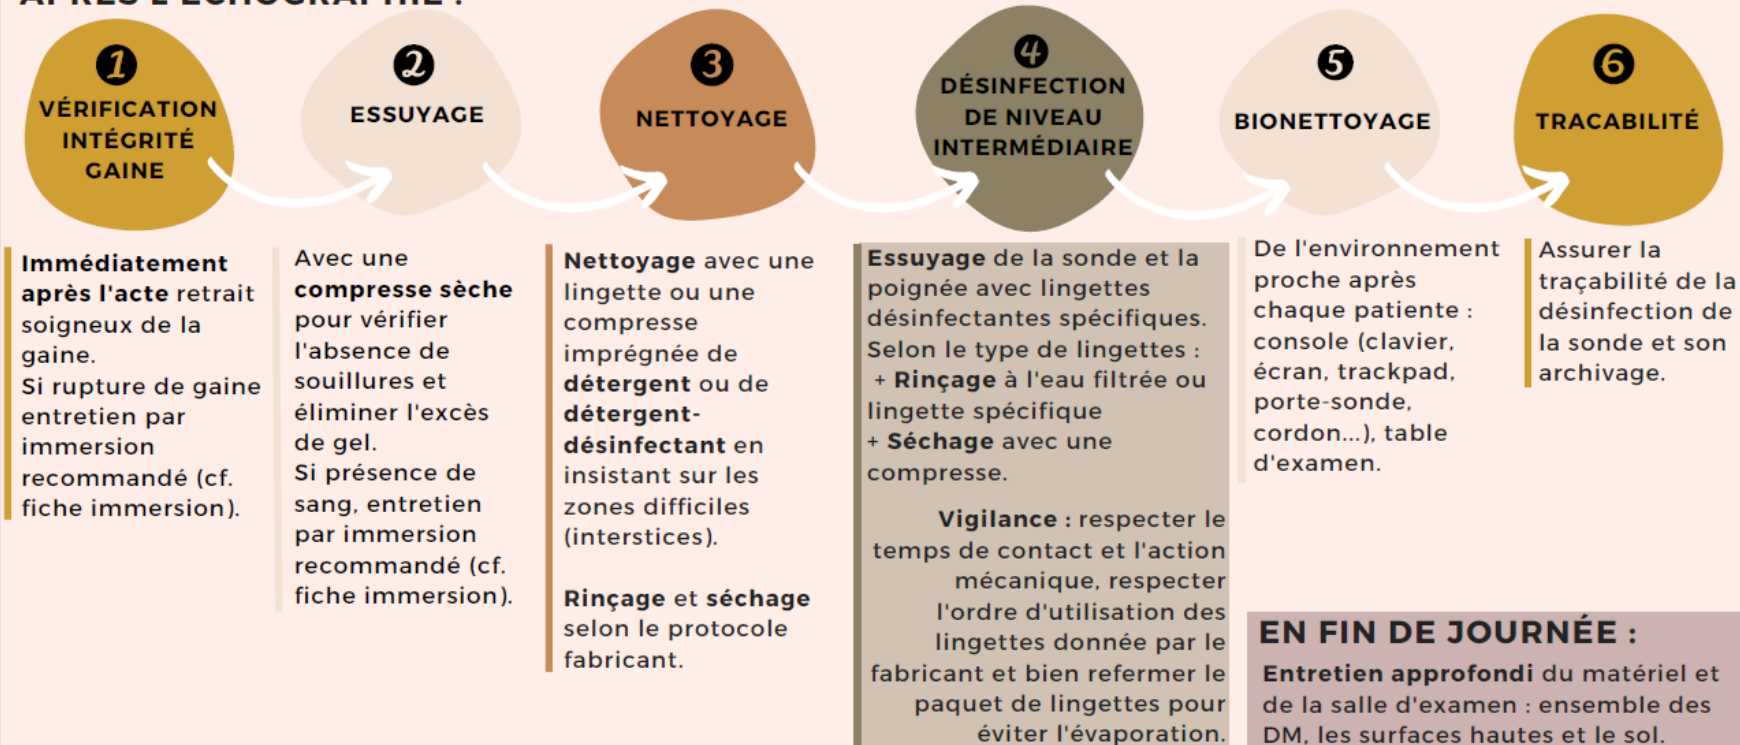 APRÈS L'ÉCHOGRAPHIE :
1
VÉRIFICATION
INTÉGRITÉ
GAINE
Immédiatement
après l'acte retrait
soigneux de la
gaine.
Si rupture de gaine
entretien par
immersion
recommandé (cf.
fiche immersion).
2
ESSUYAGE
Avec une
compresse sèche
pour vérifier
l'absence de
souillures et
éliminer l'excès
de gel.
Si présence de
sang, entretien
par immersion
recommandé (cf.
fiche immersion).
3
NETTOYAGE
Nettoyage avec une
lingette ou une
compresse
imprégnée de
détergent ou de
détergent-
désinfectant en
insistant sur les
zones difficiles
(interstices).
Rinçage et séchage
selon le protocole
fabricant.
4
DÉSINFECTION
DE NIVEAU
INTERMÉDIAIRE
Essuyage de la sonde et la
poignée avec lingettes
désinfectantes spécifiques.
Selon le type de lingettes :
+ Rinçage à l'eau filtrée ou
lingette spécifique
+ Séchage avec une
compresse.
Vigilance : respecter le
temps de contact et l'action
mécanique, respecter
l'ordre d'utilisation des
lingettes donnée par le
fabricant et bien refermer le
paquet de lingettes pour
éviter l'évaporation.
5
BIONETTOYAGE
De l'environnement
proche après
chaque patiente :
console (clavier,
écran, trackpad,
porte-sonde,
cordon...), table
d'examen.
6
TRACABILITÉ
Assurer la
traçabilité de la
désinfection de
la sonde et son
archivage.
EN FIN DE JOURNÉE :
Entretien approfondi du matériel et
de la salle d'examen : ensemble des
DM, les surfaces hautes et le sol.